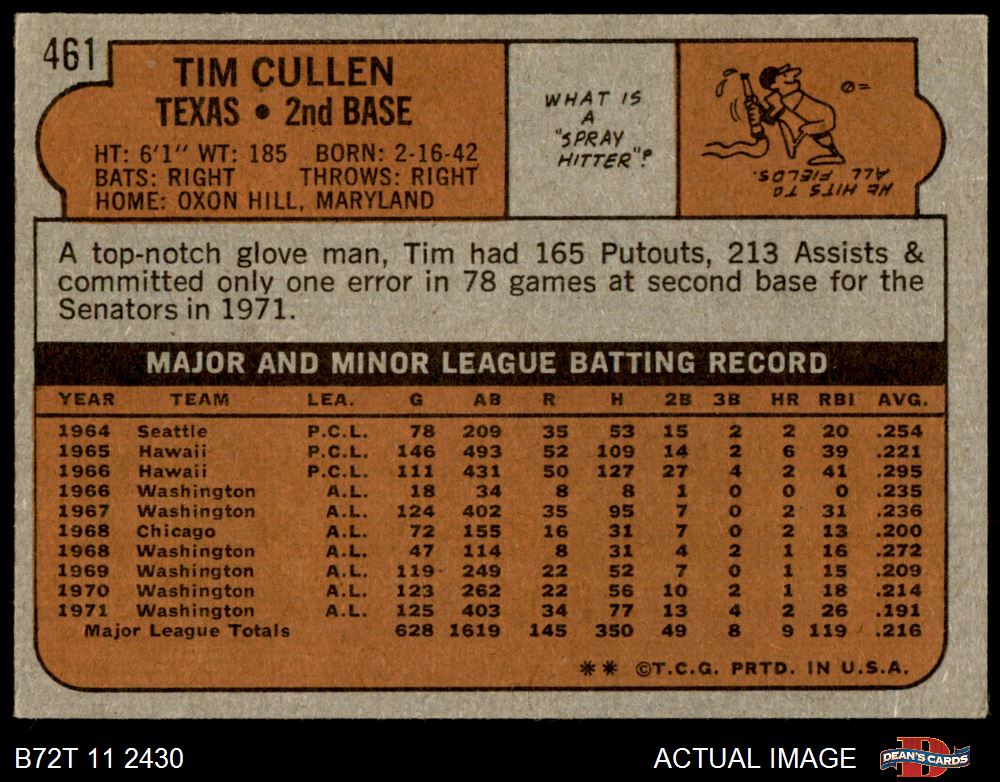 461
TIM CULLEN
TEXAS • 2nd BASE
HT: 6'1" WT: 185 BORN: 2-16-42
BATS: RIGHT THROWS: RIGHT
HOME: OXON HILL, MARYLAND
WHAT IS
A
"SPRAY
HITTER"?
HE HITS TO
ALL FIELDS.
A top-notch glove man, Tim had 165 Putouts, 213 Assists &
committed only one error in 78 games at second base for the
Senators in 1971.
MAJOR AND MINOR LEAGUE BATTING RECORD
YEAR TEAM LEA. G AB R H 2B 3B HR RBI AVG.
1964 Seattle P.C.L. 78 209 35 53 15 2 2 20 .254
1965 Hawaii P.C.L. 146 493 52 109 14 2 6 39 .221
1966 Hawaii P.C.L. 111 431 50 127 27 4 2 41 .295
1966 Washington A.L. 18 34 8 8 1 0 0 0 .235
1967 Washington A.L. 124 402 35 95 7 0 2 31 .236
1968 Chicago A.L. 72 155 16 31 7 0 2 13 .200
1968 Washington A.L. 47 114 8 31 4 2 1 16 .272
1969 Washington A.L. 119 249 22 52 7 0 1 15 .209
1970 Washington A.L. 123 262 22 56 10 2 1 18 .214
1971 Washington A.L. 125 403 34 77 13 4 2 26 .191
Major League Totals 628 1619 145 350 49 8 9 119 .216
** ©T.C.G. PRTD. IN U.S.A.
B72T 11 2430
ACTUAL IMAGE
DEAN'S CARDS